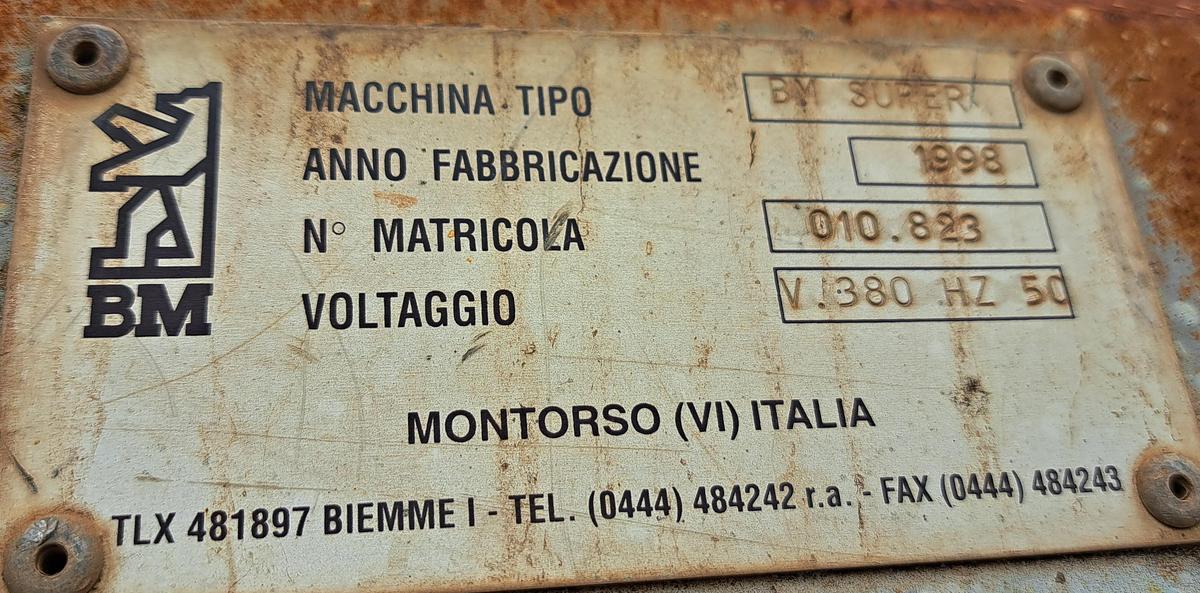 MACCHINA TIPO BM SUPER
ANNO FABBRICAZIONE 1998
N° MATRICOLA 010.823
VOLTAGGIO V.380 HZ 50
BM
MONTORSO (VI) ITALIA
TLX 481897 BIEMME I - TEL. (0444) 484242 r.a. - FAX (0444) 484243